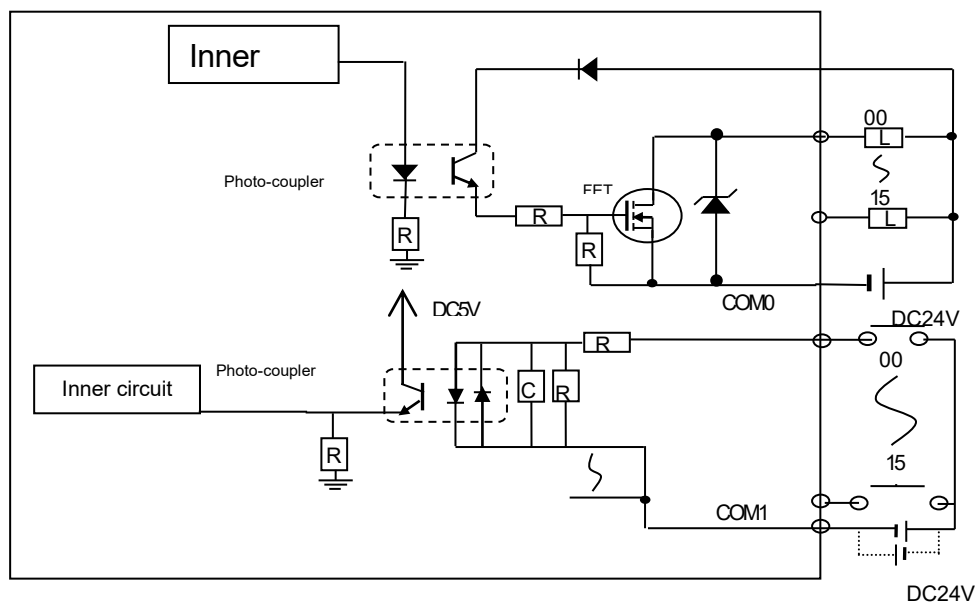 Inner
00
L
Photo-coupler
FET
15
R
L
R
R
COM0
DC5V
DC24V
R
00
Photo-coupler
Inner circuit
C
R
R
15
COM1
DC24V